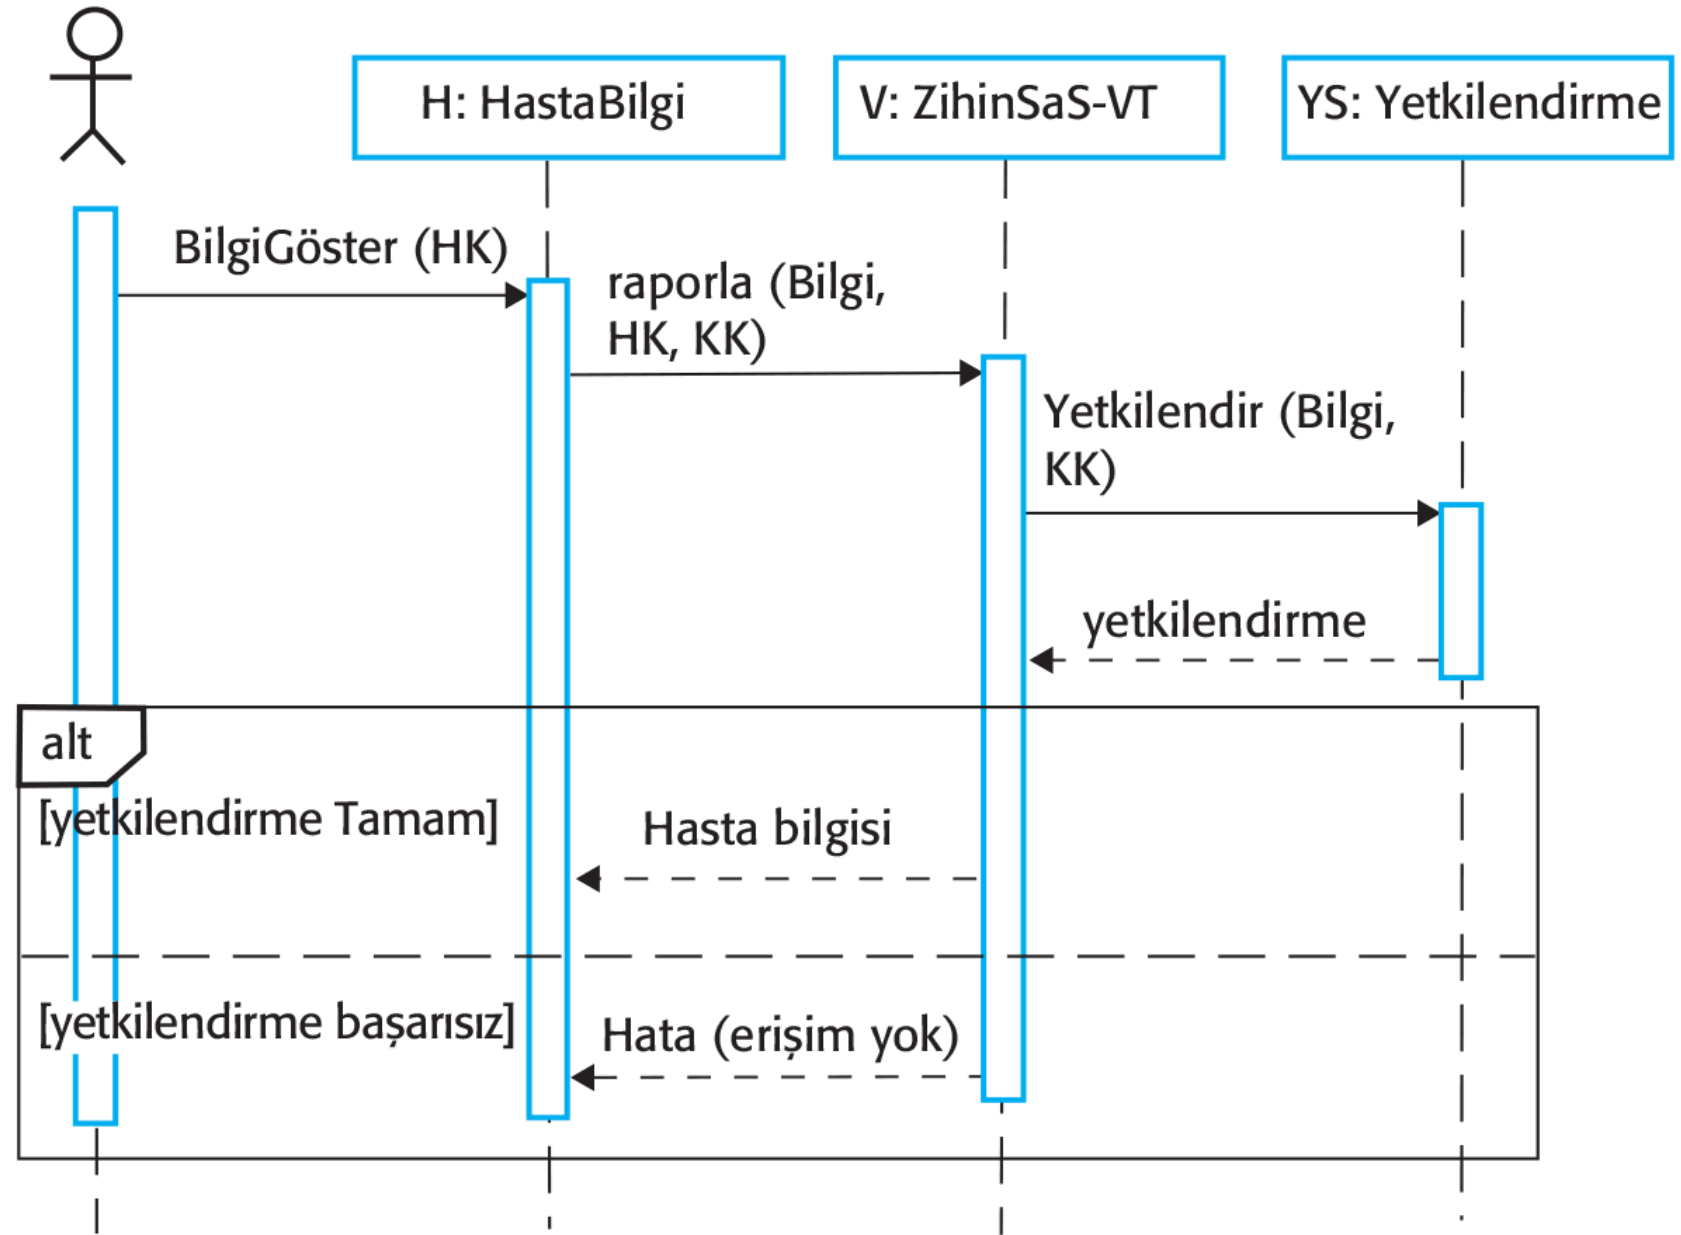 H: HastaBilgi
V: ZihinSaS-VT
YS: Yetkilendirme
BilgiGöster (HK)
raporla (Bilgi,
HK, KK)
Yetkilendir (Bilgi,
KK)
yetkilendirme
alt
[yetkilendirme Tamam]
Hasta bilgisi
[yetkilendirme başarısız]
Hata (erişim yok)